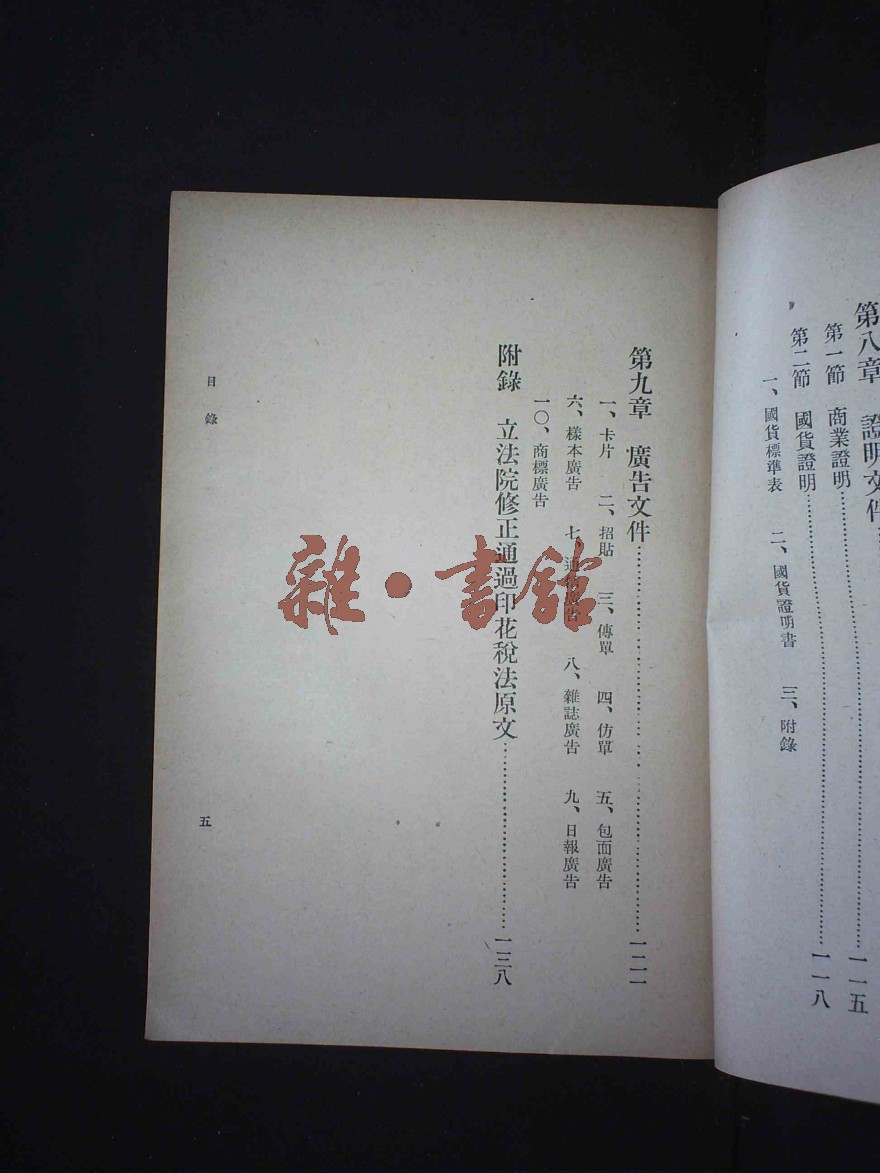 第八章 證明文件
第一節 商業證明……一一五
第二節 國貨證明……一一八
一、國貨標準表 二、國貨證明書 三、附錄
第九章 廣告文件……一二一
一、卡片 二、招貼 三、傳單 四、仿單 五、包面廣告
六、樣本廣告 七、通廣告 八、雜誌廣告 九、日報廣告
一〇、商標廣告
附錄 立法院修正通過印花稅法原文……一三八
目錄 五
雜·書館